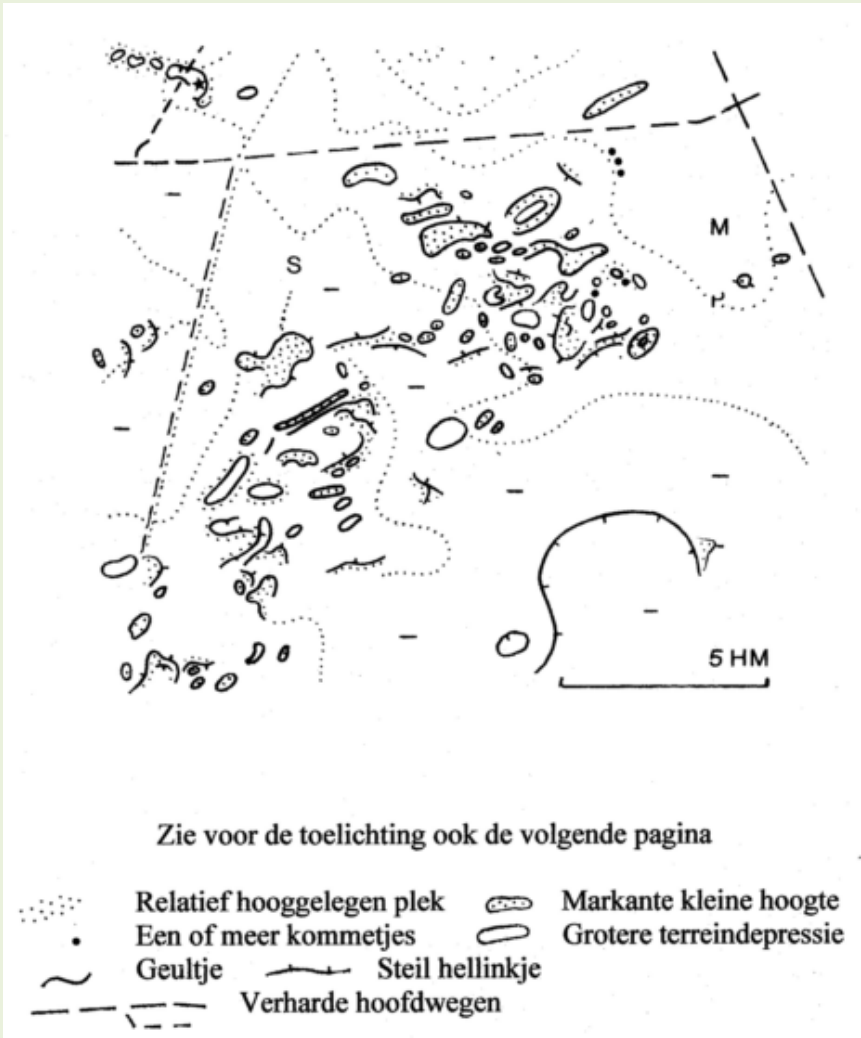 S
M
P
5 HM
Zie voor de toelichting ook de volgende pagina
Relatief hooggelegen plek
Markante kleine hoogte
Een of meer kommetjes
Grotere terreindepressie
Geultje
Steil hellinkje
Verharde hoofdwegen